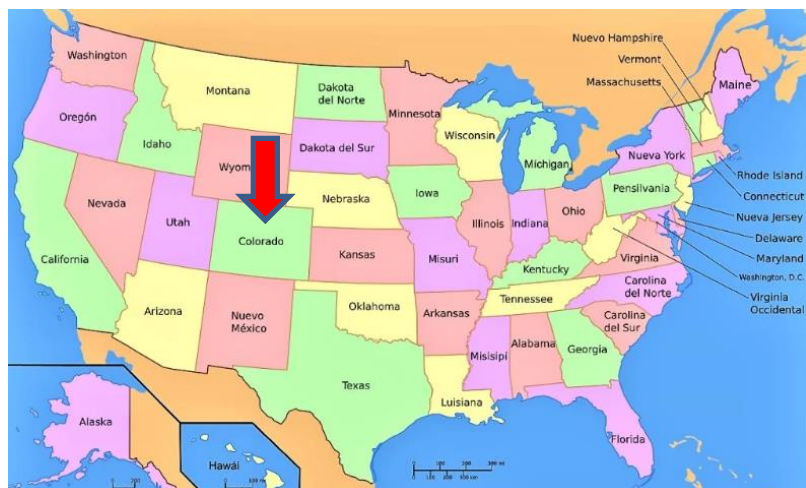 Washington
Oregón
California
Nevada
Idaho
Montana
Wyom
Utah
Colorado
Arizona
Nuevo
México
Dakota
del Norte
Dakota del Sur
Nebraska
Kansas
Oklahoma
Texas
Minnesota
Iowa
Misuri
Arkansas
Luisiana
Wisconsin
Illinois
Michigan
Indiana
Ohio
Kentucky
Tennessee
Misisipi
Alabama
Georgia
Florida
Carolina
del Sur
Carolina
del Norte
Virginia
Pensilvania
Nueva York
Maine
Nuevo Hampshire
Vermont
Massachusetts
Rhode Island
Connecticut
Nueva Jersey
Delaware
Maryland
Washington, D.C.
Virginia
Occidental
Alaska
Hawái